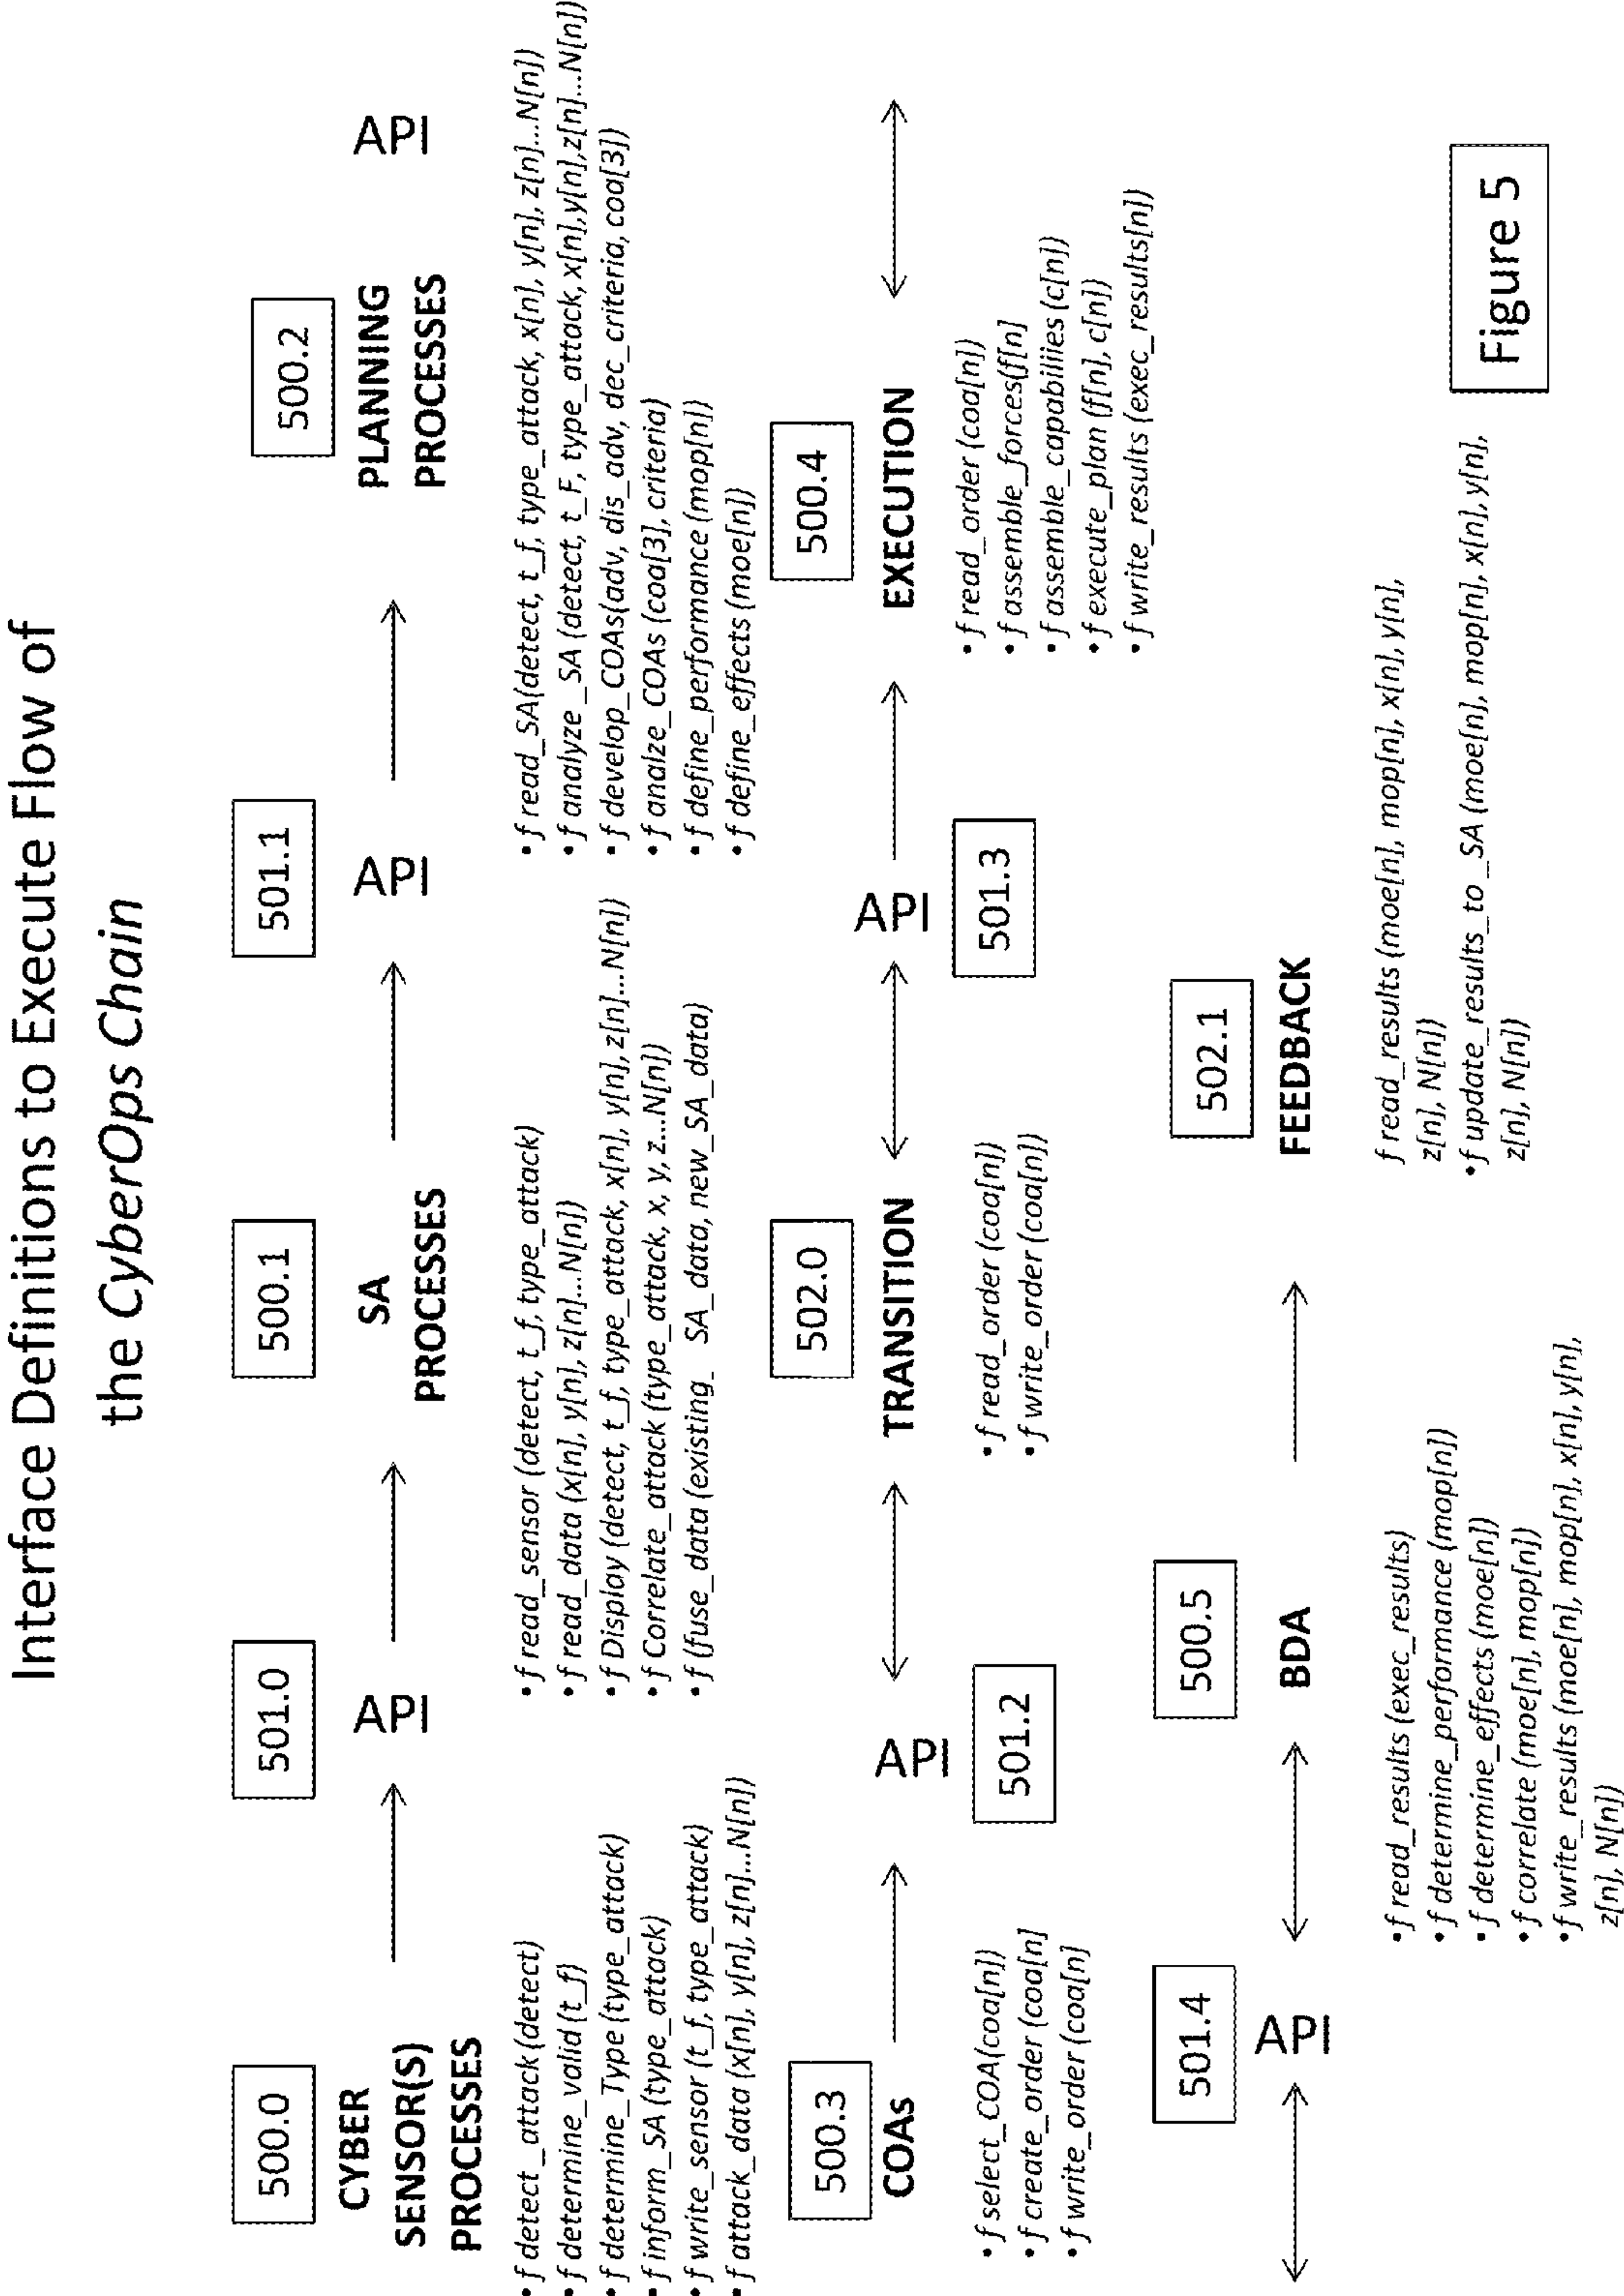 Interface Definitions to Execute Flow of
the CyberOps Chain
500.0
CYBER
SENSOR(S)
PROCESSES
501.0
API
500.1
SA
PROCESSES
501.1
API
500.2
PLANNING
PROCESSES
API
• f detect_attack (detect)
• f determine_valid (t_f)
• f determine_Type (type_attack)
• f inform_SA (type_attack)
• f write_sensor (t_f, type_attack)
• f attack_data (x[n], y[n], z[n]...N[n])
• f read_sensor (detect, t_f, type_attack)
• f read_data (x[n], y[n], z[n]...N[n])
• f Display (detect, t_f, type_attack, x[n], y[n], z[n]...N[n])
• f Correlate_attack (type_attack, x, y, z...N[n])
• f (fuse_data (existing_ SA_data, new_SA_data)
• f read_SA(detect, t_f, type_attack, x[n], y[n], z[n]...N[n])
• f analyze_SA (detect, t_F, type_attack, x[n],y[n],z[n]...N[n])
• f develop_COAs(adv, dis_adv, dec_criteria, coa[3])
• f analze_COAs (coa[3], criteria)
• f define_performance (mop[n])
• f define_effects (moe[n])
500.3
COAs
API
501.2
502.0
TRANSITION
API
501.3
500.4
EXECUTION
• f select_COA(coa[n])
• f create_order (coa[n]
• f write_order (coa[n]
• f read_order (coa[n])
• f write_order (coa[n])
• f read_order (coa[n])
• f assemble_forces(f[n]
• f assemble_capabiliies (c[n])
• f execute_plan (f[n], c[n])
• f write_results (exec_results[n])
501.4
API
500.5
BDA
502.1
FEEDBACK
• f read_results (exec_results)
• f determine_performance (mop[n])
• f determine_effects (moe[n])
• f correlate (moe[n], mop[n])
• f write_results (moe[n], mop[n], x[n], y[n],
z[n], N[n])
f read_results (moe[n], mop[n], x[n], y[n],
z[n], N[n])
• f update_results_to_SA (moe[n], mop[n], x[n], y[n],
z[n], N[n])
Figure 5